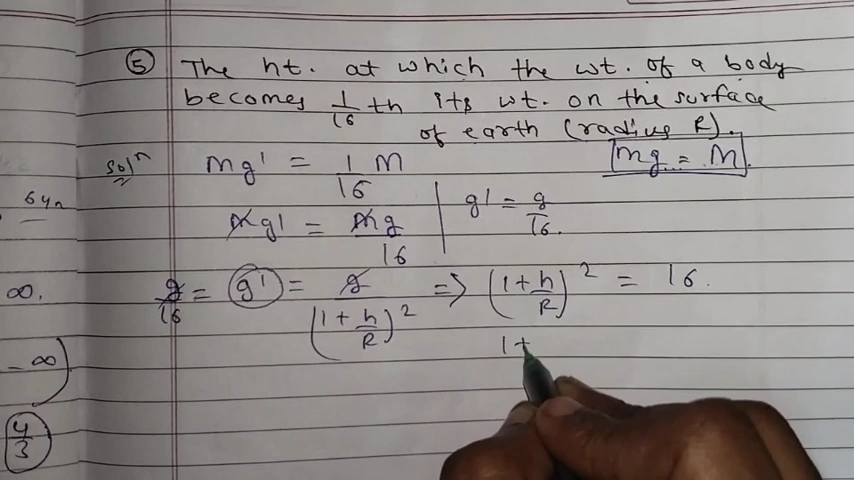 ⑤ The ht. at which the wt. of a body
becomes 1/16 th its wt. on the surface
of earth (radius R).
Solⁿ mg' = 1/16 M
mg = M.
mg' = mg/16 | g' = g/16.
g/16 = g' = g/(1 + h/R)² => (1 + h/R)² = 16.
1+
∞.
-∞)
4/3